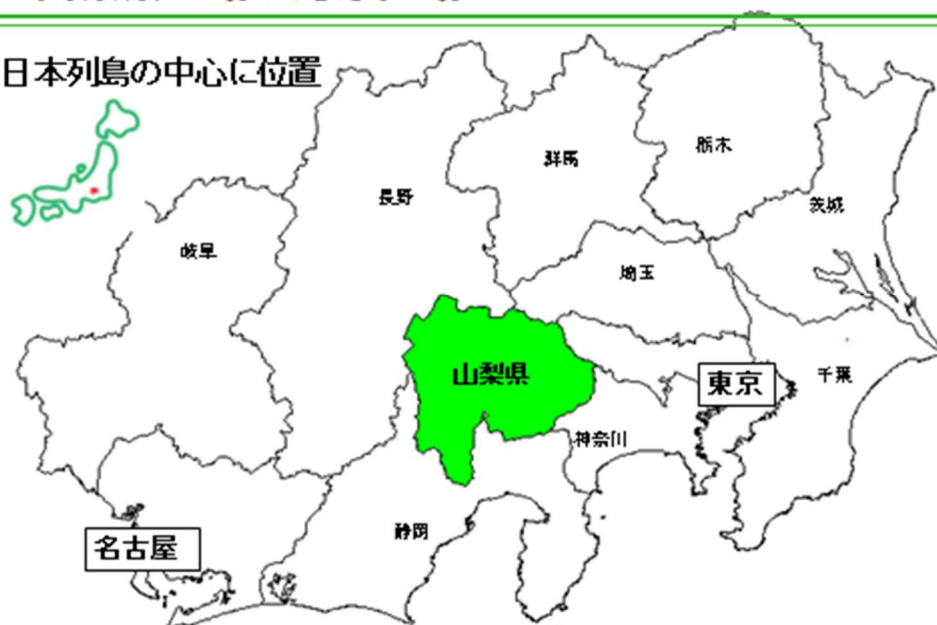 日本列島の中心に位置
栃木
群馬
長野
茨城
岐阜
埼玉
山梨県
東京
千葉
神奈川
静岡
名古屋